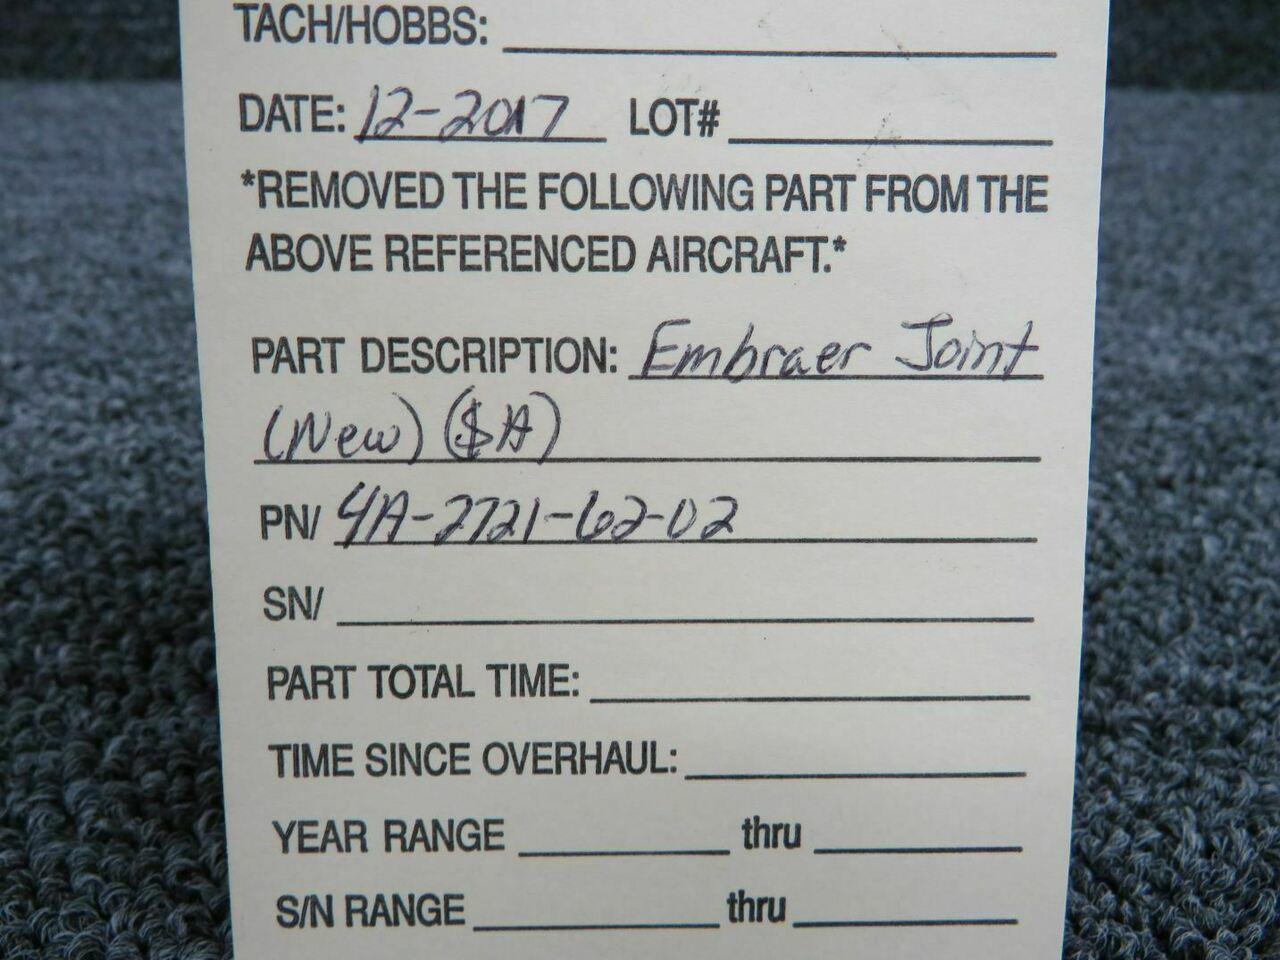 TACH/HOBBS:
DATE: 12-2017 LOT#
*REMOVED THE FOLLOWING PART FROM THE
ABOVE REFERENCED AIRCRAFT.*
PART DESCRIPTION: Embraer Joint
(New) ($A)
PN/ 4A-2721-62-02
SN/
PART TOTAL TIME:
TIME SINCE OVERHAUL:
YEAR RANGE thru
S/N RANGE thru